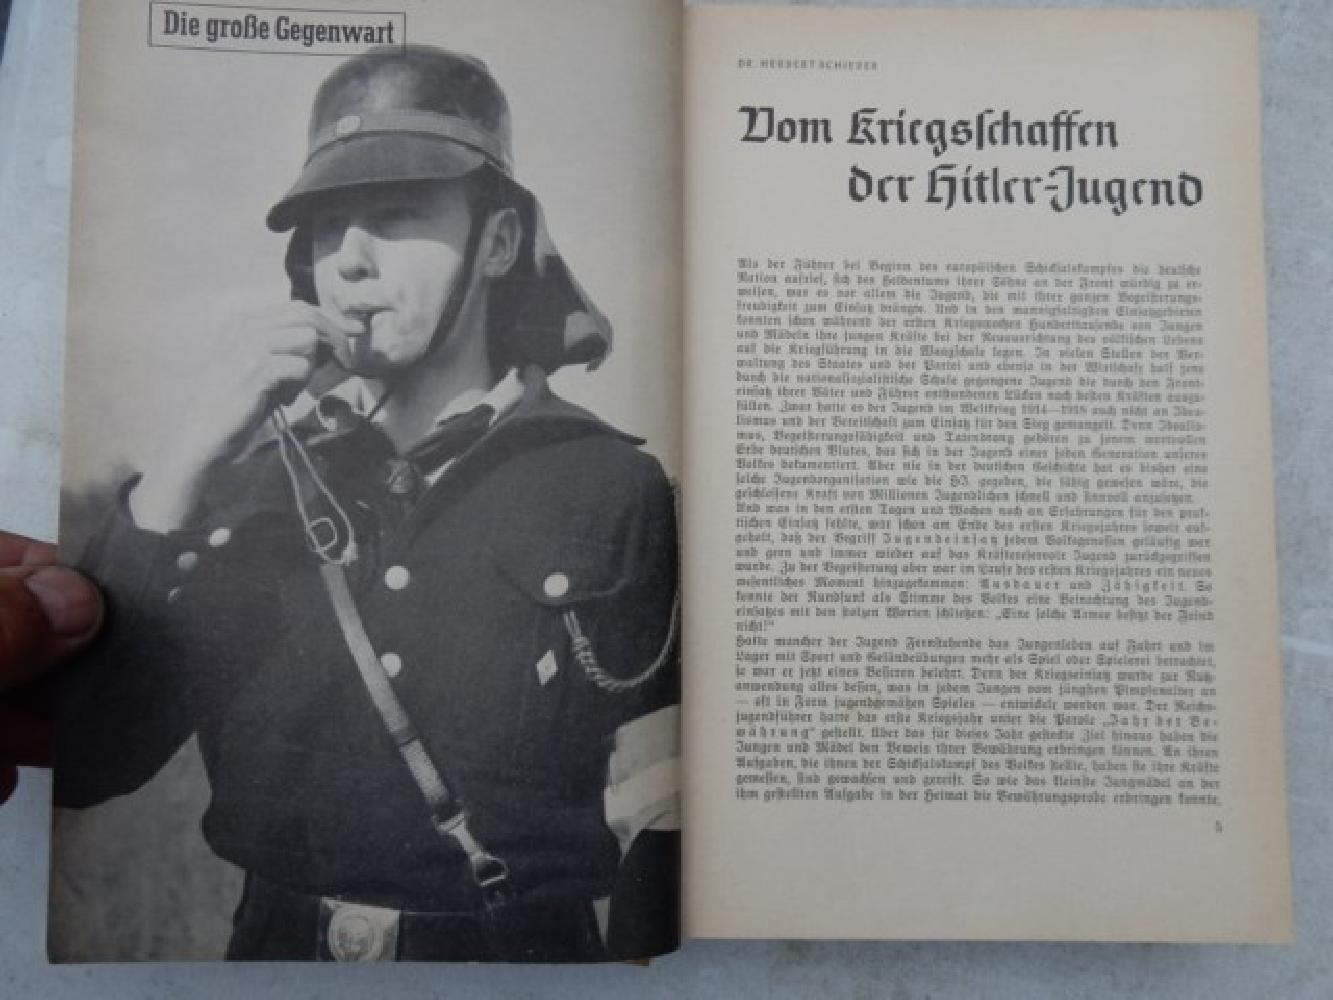 Die große Gegenwart
DR. HERBERT SCHIERER
Vom Kriegsschaffen
der Hitler-Jugend
Als der Führer bei Beginn des europäischen Schicksalskampfes die deutsche
Nation aufrief, sich des Heldentums ihrer Söhne an der Front würdig zu er-
weisen, war es vor allem die Jugend, die mit ihrer ganzen Begeisterungs-
freudigkeit zum Einsatz drängte. Und in den mannigfaltigsten Einsatzgebieten
konnten schon während der ersten Kriegswochen Hunderttausende von Jungen
und Mädeln ihre jungen Kräfte bei der Neuausrichtung des völkischen Lebens
auf die Kriegführung in die Waagschale legen. In vielen Stellen der Ver-
waltung des Staates und der Partei und ebenso in der Wirtschaft half jene
durch die nationalsozialistische Schule gegangene Jugend die durch den Front-
einsatz ihrer Väter und Führer entstandenen Lücken nach besten Kräften auszu-
füllen. Zwar hatte es der Jugend im Weltkrieg 1914—1918 auch nicht an Idea-
lismus und der Bereitschaft zum Einsatz für den Sieg gemangelt. Denn Idealis-
mus, Begeisterungsfähigkeit und Tatendrang gehören zu jenem wertvollen
Erbe deutschen Blutes, das sich in der Jugend einer jeden Generation unseres
Volkes dokumentiert. Aber nie in der deutschen Geschichte hat es bisher eine
solche Jugendorganisation wie die HJ. gegeben, die fähig gewesen wäre, die
geschlossene Kraft von Millionen Jugendlichen schnell und sinnvoll anzusetzen.
Und was in den ersten Tagen und Wochen noch an Erfahrungen für den prak-
tischen Einsatz fehlte, war schon am Ende des ersten Kriegsjahres soweit auf-
geholt, daß der Begriff Jugendeinsatz jedem Volksgenossen geläufig war
und gern und immer wieder auf das Kräftereservoir Jugend zurückgegriffen
wurde. Zu der Begeisterung aber war im Laufe des ersten Kriegsjahres ein neues
wesentliches Moment hinzugekommen: Ausdauer und Zähigkeit. So
konnte der Rundfunk als Stimme des Volkes eine Betrachtung des Jugend-
einsatzes mit den stolzen Worten schließen: „Eine solche Armee besitzt der Feind
nicht!“
Hatte mancher der Jugend Fernstehende das Jungenleben auf Fahrt und im
Lager mit Sport und Geländeübungen mehr als Spiel oder Spielerei betrachtet,
so war er jetzt eines Besseren belehrt. Denn der Kriegseinsatz wurde zur Nutz-
anwendung alles dessen, was in jedem Jungen vom jüngsten Pimpfenalter an
— oft in Form jugendgemäßen Spieles — entwickelt worden war. Der Reichs-
jugendführer hatte das erste Kriegsjahr unter die Parole „Jahr der Be-
währung“ gestellt. Über das für dieses Jahr gesteckte Ziel hinaus haben die
Jungen und Mädel den Beweis ihrer Bewährung erbringen können. An ihren
Aufgaben, die ihnen der Schicksalskampf des Volkes stellte, haben sie ihre Kräfte
gemessen, sind gewachsen und gereift. So wie das kleinste Jungmädel an der
ihm gestellten Aufgabe in der Heimat die Bewährungsprobe erbringen konnte,
5